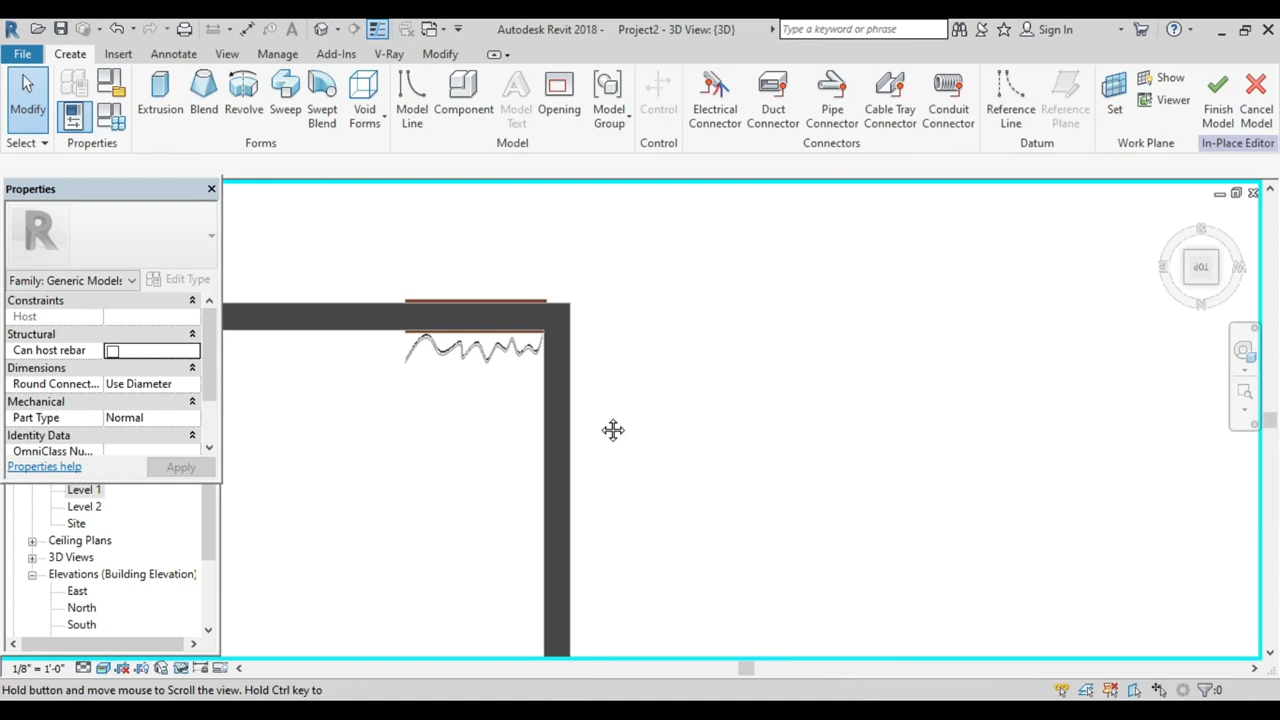 Autodesk Revit 2018 - Project2 - 3D View: {3D}
Type a keyword or phrase
Sign In
File Create Insert Annotate View Manage Add-Ins V-Ray Modify
Modify
Extrusion Blend Revolve Sweep Swept Blend Void Forms
Model Line Component Model Text Opening Model Group
Control
Electrical Connector Duct Connector Pipe Connector Cable Tray Connector Conduit Connector
Reference Line Reference Plane
Set Show Viewer
Finish Model Cancel Model
Select Properties Forms Model Control Connectors Datum Work Plane In-Place Editor
Properties
R
Family: Generic Models Edit Type
Constraints
Host
Structural
Can host rebar
Dimensions
Round Connect... Use Diameter
Mechanical
Part Type Normal
Identity Data
OmniClass Nu...
Properties help Apply
Level 1
Level 2
Site
Ceiling Plans
3D Views
Elevations (Building Elevation)
East
North
South
S
E
TOP
W
N
1/8" = 1'-0"
Hold button and move mouse to Scroll the view. Hold Ctrl key to
:0